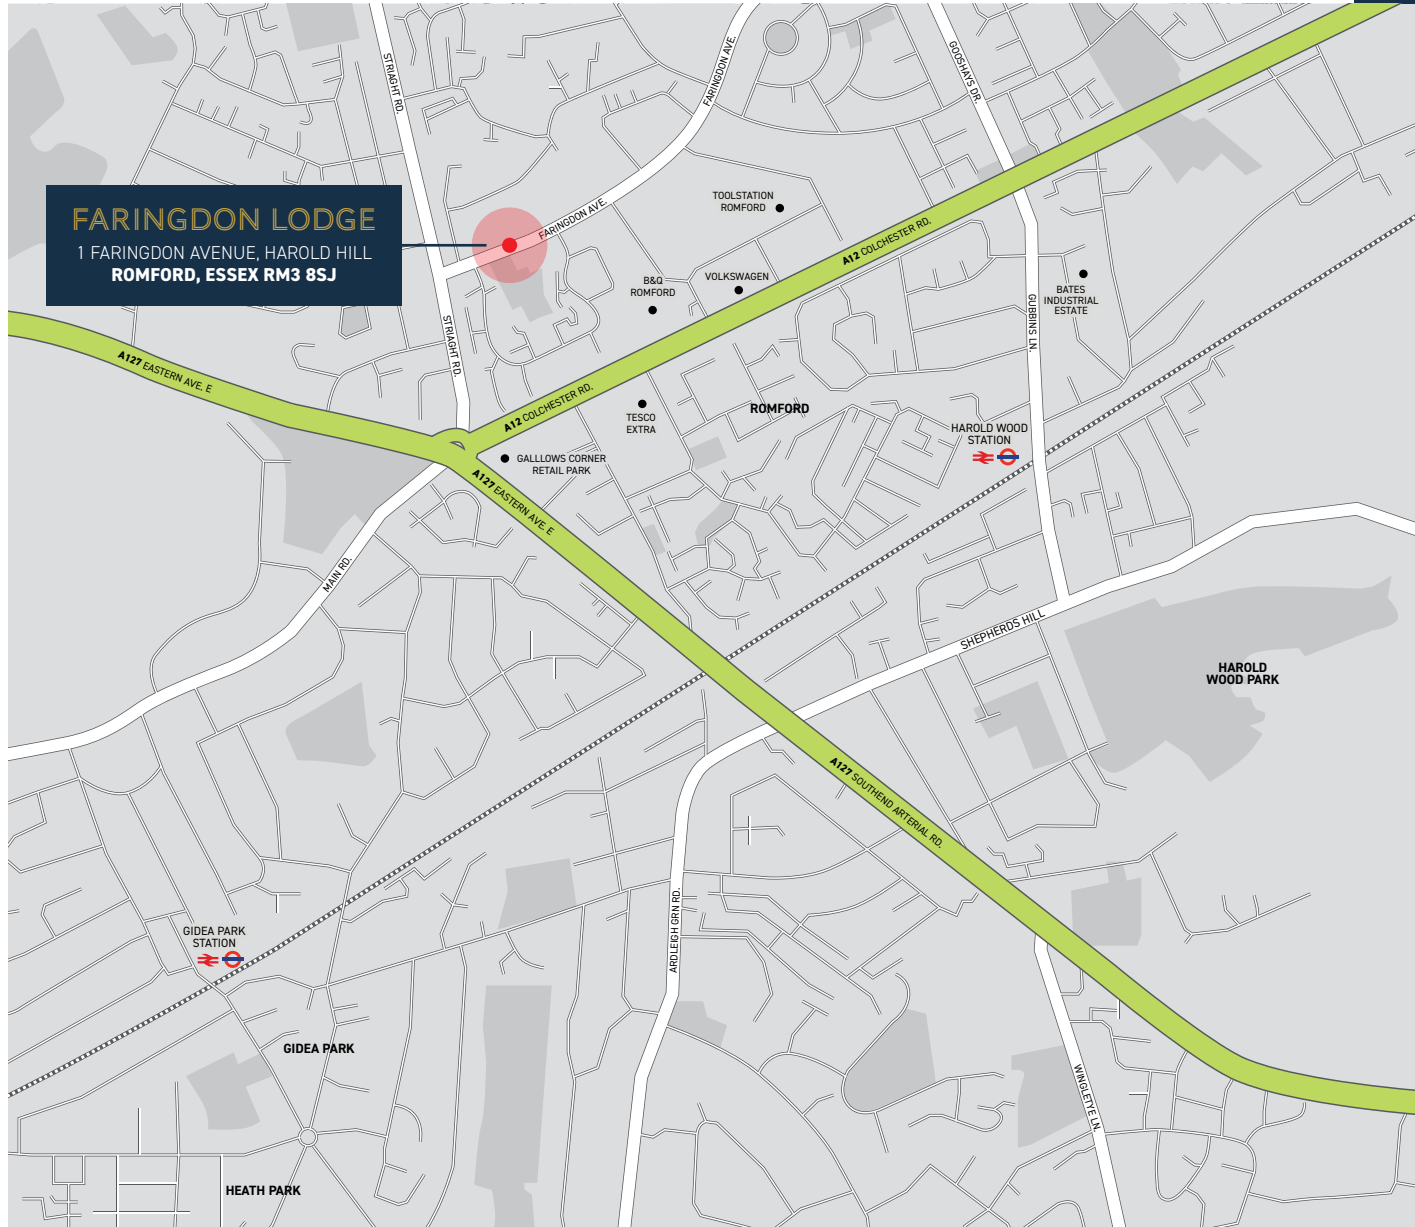 STRIAGHT RD.
FARINGDON AVE.
GOOSHAYS DR.
FARINGDON LODGE
1 FARINGDON AVENUE, HAROLD HILL
ROMFORD, ESSEX RM3 8SJ
FARINGDON AVE.
TOOLSTATION
ROMFORD
A12 COLCHESTER RD.
B&Q
ROMFORD
VOLKSWAGEN
BATES
INDUSTRIAL
ESTATE
GUBBINS LN.
STRIAGHT RD.
A127 EASTERN AVE. E
A12 COLCHESTER RD.
TESCO
EXTRA
ROMFORD
HAROLD WOOD
STATION
GALLLOWS CORNER
RETAIL PARK
A127 EASTERN AVE. E
MAIN RD.
SHEPHERDS HILL
HAROLD
WOOD PARK
A127 SOUTHEND ARTERIAL RD.
ARDLEIGH GRN RD.
GIDEA PARK
STATION
GIDEA PARK
WINGLETYE LN.
HEATH PARK